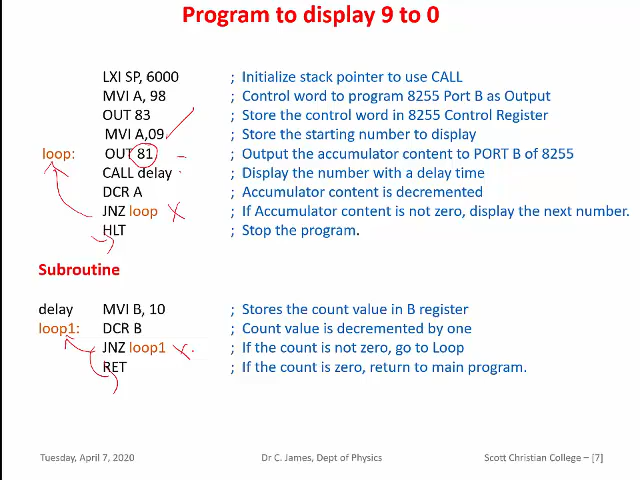 Program to display 9 to 0
LXI SP, 6000 ; Initialize stack pointer to use CALL
MVI A, 98 ; Control word to program 8255 Port B as Output
OUT 83 ; Store the control word in 8255 Control Register
MVI A,09 ; Store the starting number to display
loop: OUT 81 ; Output the accumulator content to PORT B of 8255
CALL delay ; Display the number with a delay time
DCR A ; Accumulator content is decremented
JNZ loop ; If Accumulator content is not zero, display the next number.
HLT ; Stop the program.
Subroutine
delay MVI B, 10 ; Stores the count value in B register
loop1: DCR B ; Count value is decremented by one
JNZ loop1 ; If the count is not zero, go to Loop
RET ; If the count is zero, return to main program.
Tuesday, April 7, 2020 Dr C. James, Dept of Physics Scott Christian College – [7]